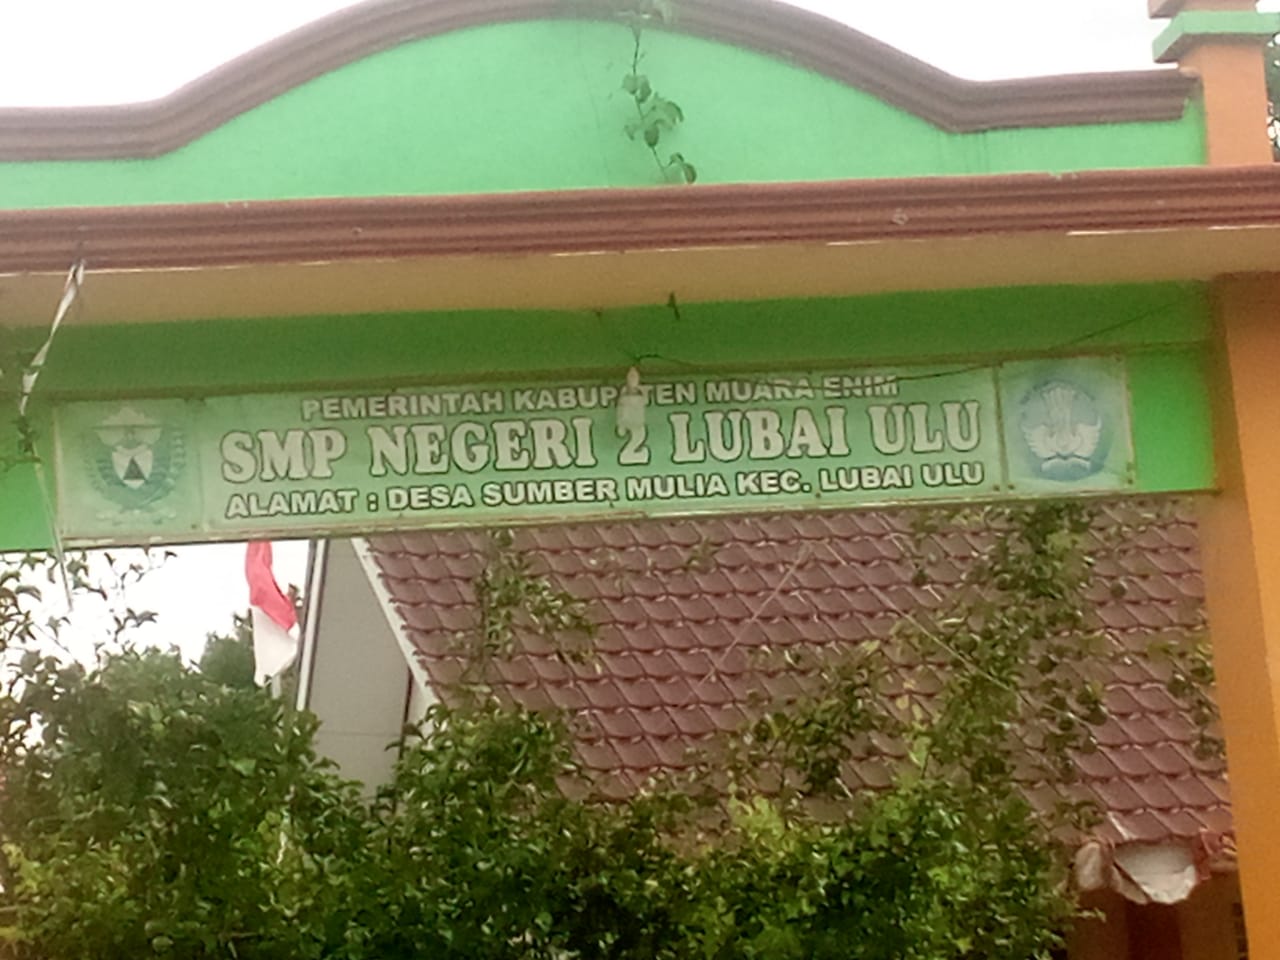 PEMERINTAH KABUPATEN MUARA ENIM
SMP NEGERI 2 LUBAI ULU
ALAMAT : DESA SUMBER MULIA KEC. LUBAI ULU